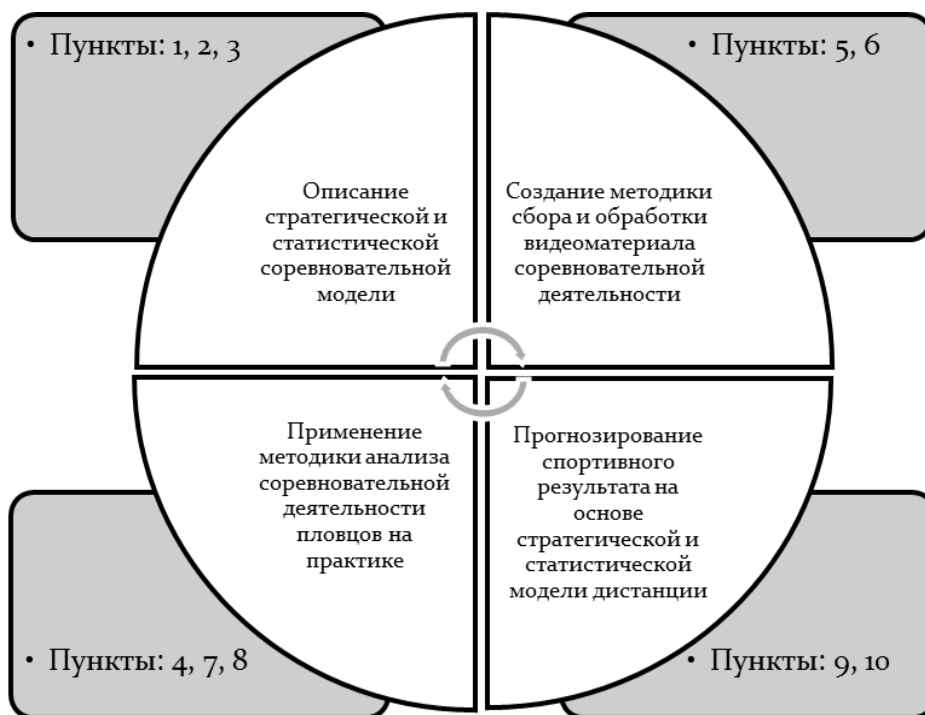 • Пункты: 1, 2, 3
• Пункты: 5, 6
Описание
стратегической и
статистической
соревновательной
модели
Создание методики
сбора и обработки
видеоматериала
соревновательной
деятельности
Применение
методики анализа
соревновательной
деятельности
пловцов на
практике
Прогнозирование
спортивного
результата на
основе
стратегической и
статистической
модели дистанции
• Пункты: 4, 7, 8
• Пункты: 9, 10